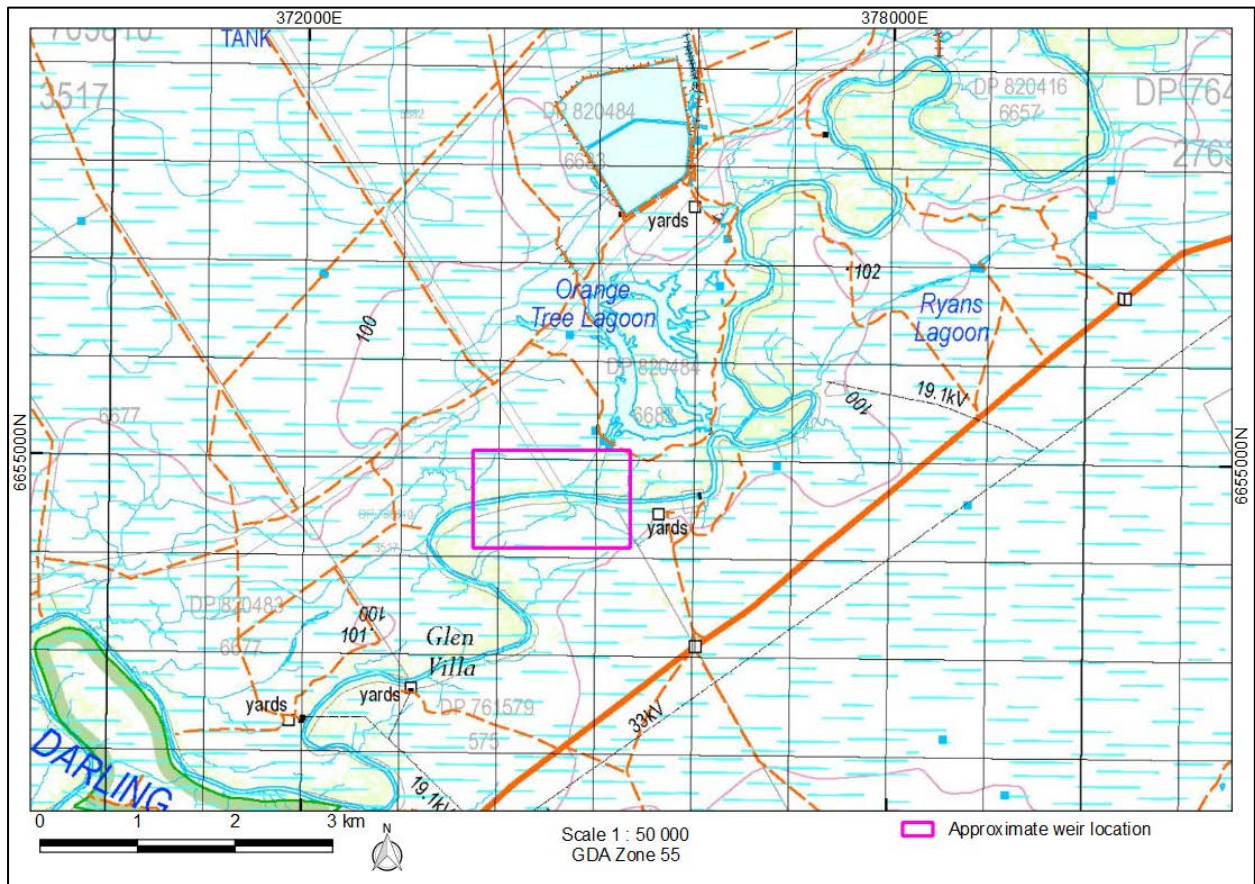 372000E
378000E
TANK
3517
DP 820484
6683
DP 820416
6657
DP 764
2763
yards
102
Orange
Tree Lagoon
Ryans
Lagoon
100
DP 820484
6683
19.1kV
100
6677
6655000N
6655000N
yards
DP 820483
6677
100
101
Glen
Villa
yards
yards
DP 761579
575
33kV
DARLING
19.1kV
0 1 2 3 km
N
Scale 1 : 50 000
GDA Zone 55
Approximate weir location